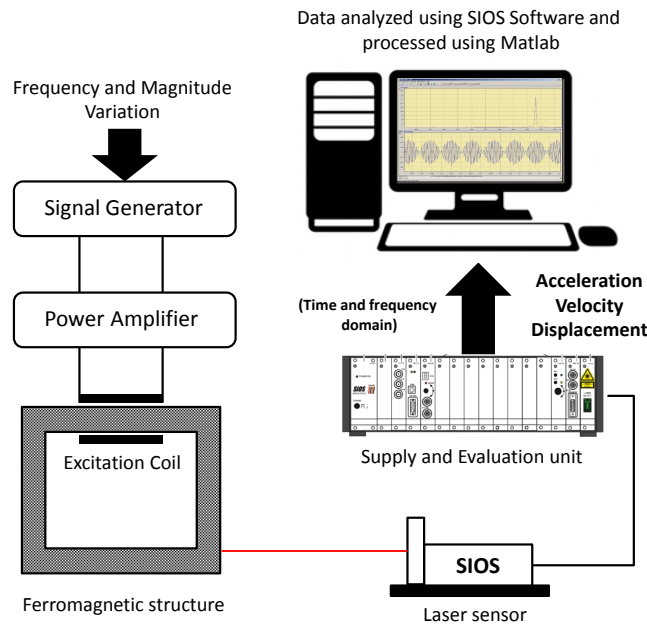 Data analyzed using SIOS Software and
processed using Matlab
Frequency and Magnitude
Variation
Signal Generator
Power Amplifier
(Time and frequency
domain)
Acceleration
Velocity
Displacement
SIOS
Excitation Coil
Supply and Evaluation unit
SIOS
Ferromagnetic structure
Laser sensor